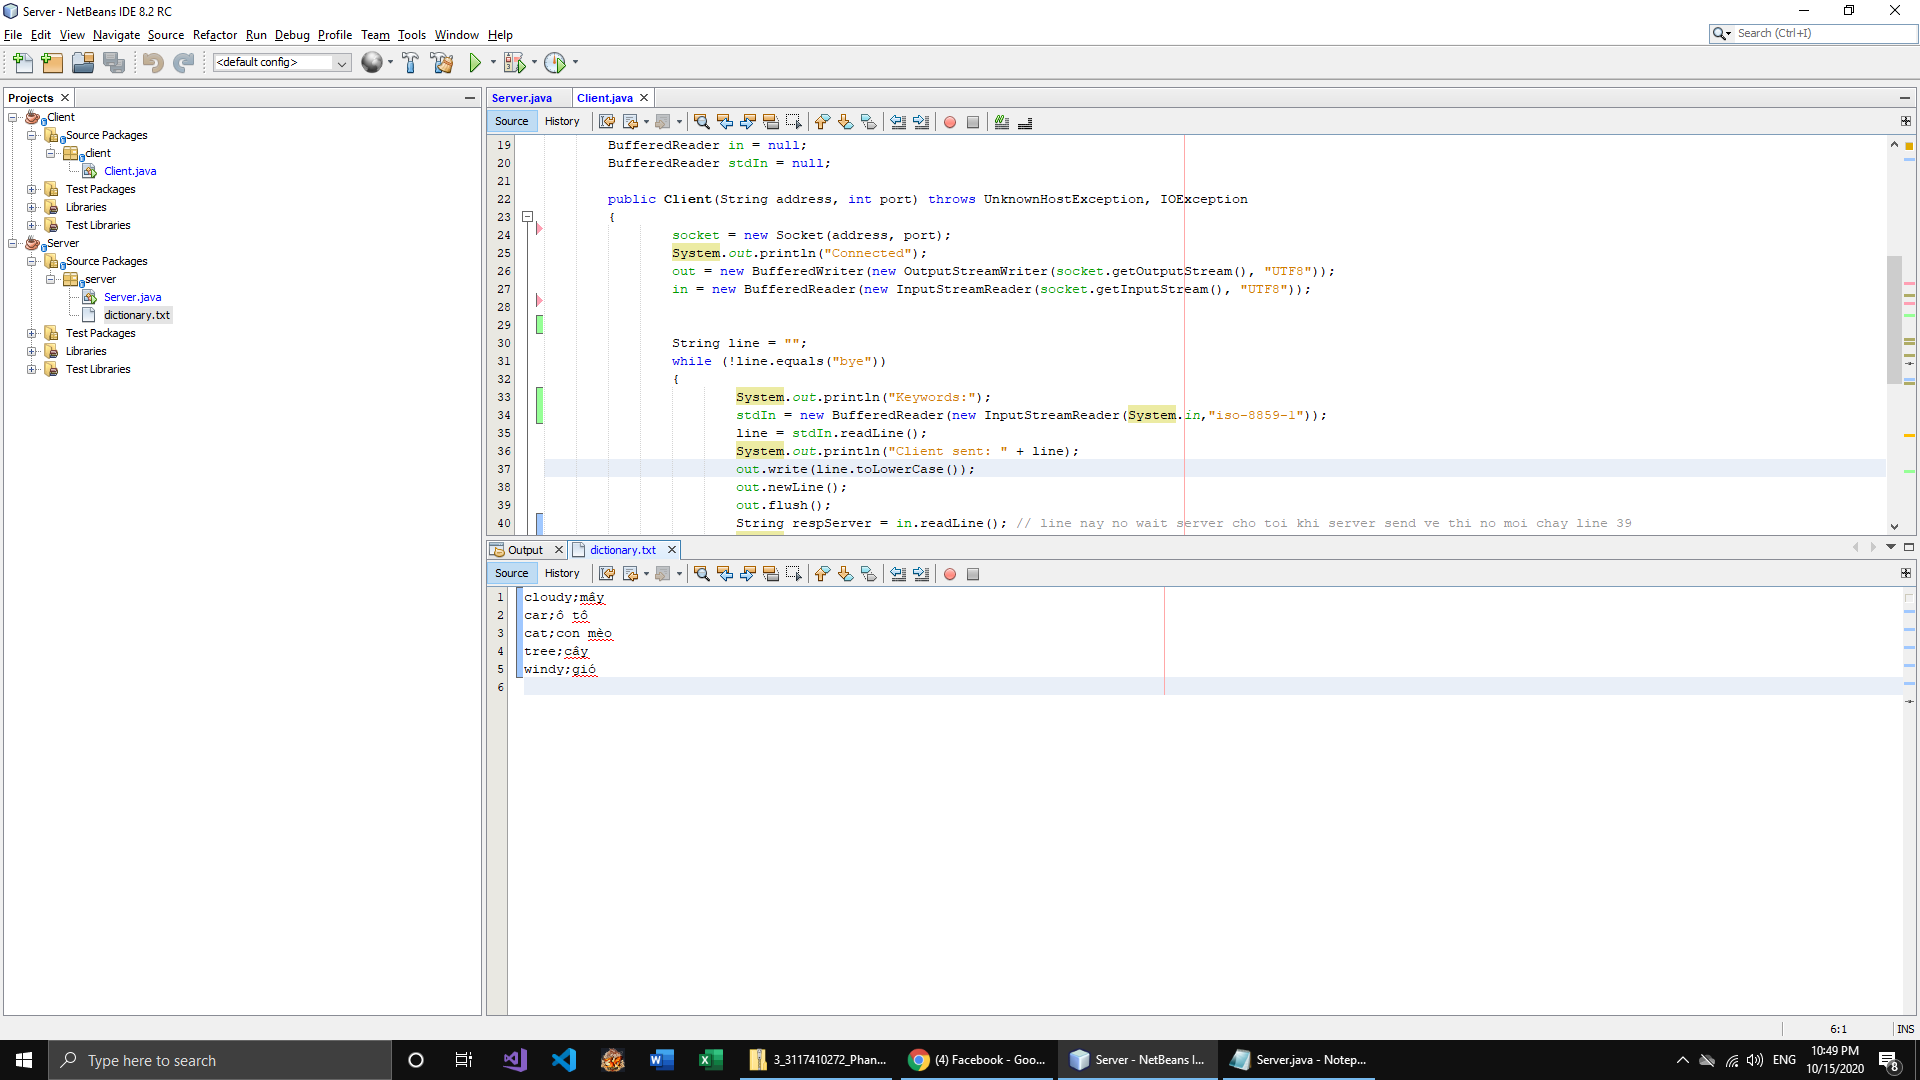 Server - NetBeans IDE 8.2 RC
File Edit View Navigate Source Refactor Run Debug Profile Team Tools Window Help
Search (Ctrl+I)
<default config>
Projects
Client
Source Packages
client
Client.java
Test Packages
Libraries
Test Libraries
Server
Source Packages
server
Server.java
dictionary.txt
Test Packages
Libraries
Test Libraries
Server.java Client.java
Source History
19 BufferedReader in = null;
20 BufferedReader stdIn = null;
21
22 public Client(String address, int port) throws UnknownHostException, IOException
23 {
24 socket = new Socket(address, port);
25 System.out.println("Connected");
26 out = new BufferedWriter(new OutputStreamWriter(socket.getOutputStream(), "UTF8"));
27 in = new BufferedReader(new InputStreamReader(socket.getInputStream(), "UTF8"));
28
29
30 String line = "";
31 while (!line.equals("bye"))
32 {
33 System.out.println("Keywords:");
34 stdIn = new BufferedReader(new InputStreamReader(System.in,"iso-8859-1"));
35 line = stdIn.readLine();
36 System.out.println("Client sent: " + line);
37 out.write(line.toLowerCase());
38 out.newLine();
39 out.flush();
40 String respServer = in.readLine(); // line nay no wait server cho toi khi server send ve thi no moi chay line 39
Output dictionary.txt
Source History
1 cloudy;mây
2 car;ô tô
3 cat;con mèo
4 tree;cây
5 windy;gió
6
6:1 INS
Type here to search
3_3117410272_Phan...
(4) Facebook - Goo...
Server - NetBeans I...
Server.java - Notep...
ENG
10:49 PM
10/15/2020
8